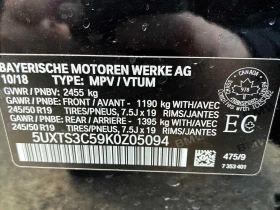 BAYERISCHE MOTOREN WERKE AG
10/18 TYPE: MPV / VTUM
GVWR / PNBV: 2455 kg
GAWR / PNBE: FRONT / AVANT - 1190 kg WITH/AVEC
245/50 R19 TIRES/PNEUS, 7.5J x 19 RIMS/JANTES
GAWR / PNBE: REAR / ARRIERE - 1395 kg WITH/AVEC
245/50 R19 TIRES/PNEUS, 7.5J x 19 RIMS/JANTES
5UXTS3C59K0Z05094
978
EC
475/9
7 353 401